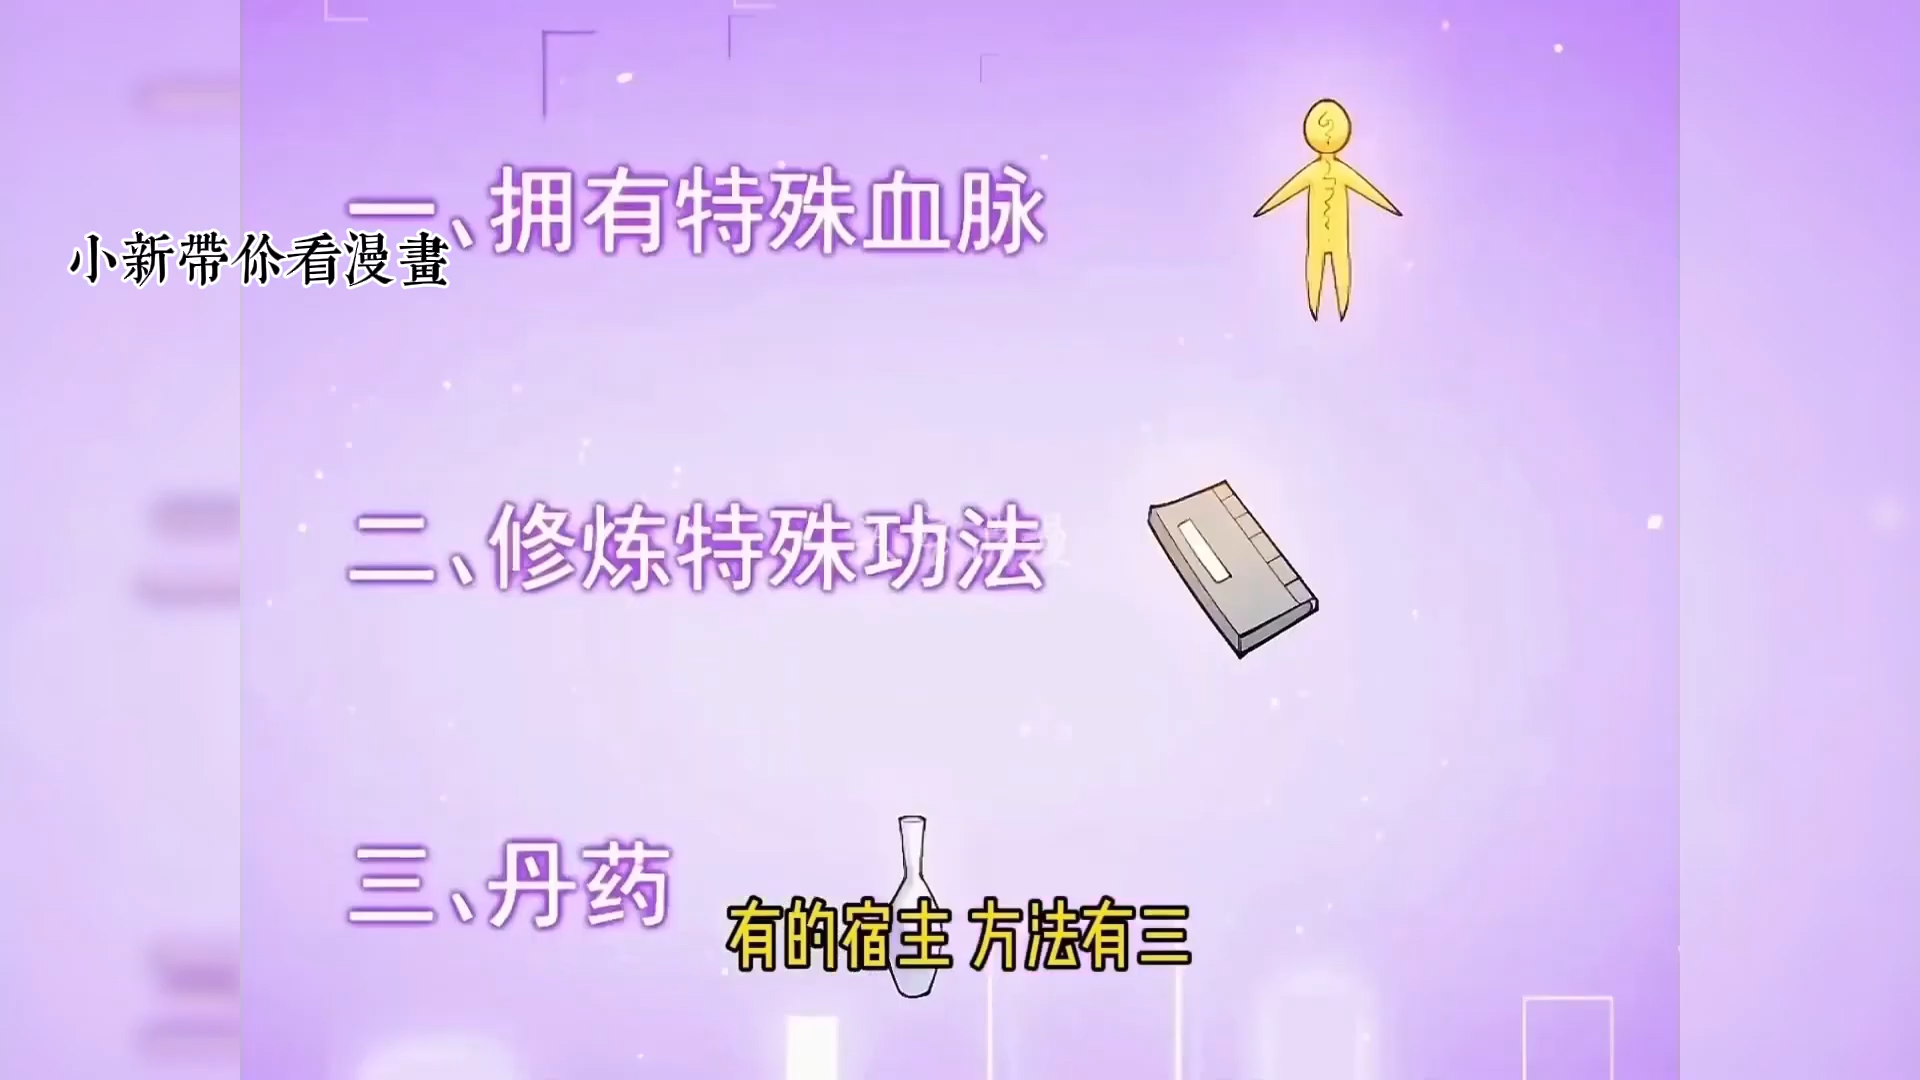 一、拥有特殊血脉
小新帶你看漫畫
二、修炼特殊功法
三、丹药
有的宿主 方法有三